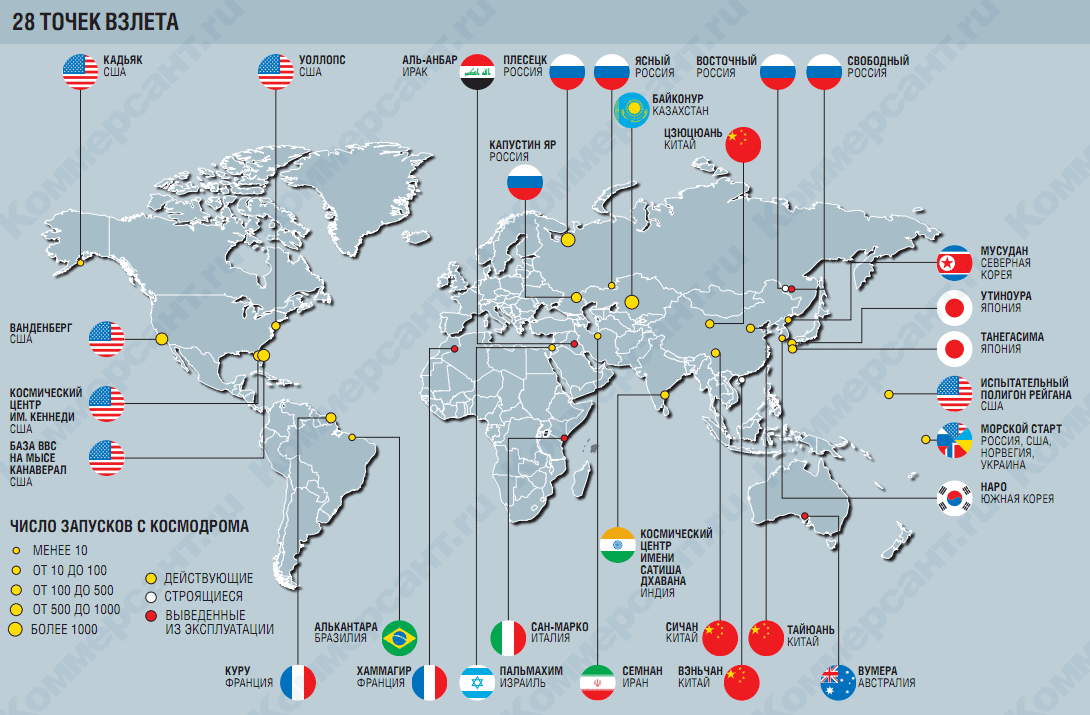 28 ТОЧЕК ВЗЛЕТА
КАДЬЯК
США
УОЛЛОПС
США
АЛЬ-АНБАР
ИРАК
ПЛЕСЕЦК
РОССИЯ
ЯСНЫЙ
РОССИЯ
ВОСТОЧНЫЙ
РОССИЯ
СВОБОДНЫЙ
РОССИЯ
БАЙКОНУР
КАЗАХСТАН
ЦЗЮЦЮАНЬ
КИТАЙ
КАПУСТИН ЯР
РОССИЯ
МУСУДАН
СЕВЕРНАЯ
КОРЕЯ
УТИНОУРА
ЯПОНИЯ
ТАНЕГАСИМА
ЯПОНИЯ
ИСПЫТАТЕЛЬНЫЙ
ПОЛИГОН РЕЙГАНА
США
МОРСКОЙ СТАРТ
РОССИЯ, США,
НОРВЕГИЯ,
УКРАИНА
НАРО
ЮЖНАЯ КОРЕЯ
ВАНДЕНБЕРГ
США
КОСМИЧЕСКИЙ
ЦЕНТР
ИМ. КЕННЕДИ
США
БАЗА ВВС
НА МЫСЕ
КАНАВЕРАЛ
США
ЧИСЛО ЗАПУСКОВ С КОСМОДРОМА
МЕНЕЕ 10
ОТ 10 ДО 100
ОТ 100 ДО 500
ОТ 500 ДО 1000
БОЛЕЕ 1000
ДЕЙСТВУЮЩИЕ
СТРОЯЩИЕСЯ
ВЫВЕДЕННЫЕ
ИЗ ЭКСПЛУАТАЦИИ
КОСМИЧЕСКИЙ
ЦЕНТР
ИМЕНИ
САТИША
ДХАВАНА
ИНДИЯ
АЛЬКАНТАРА
БРАЗИЛИЯ
САН-МАРКО
ИТАЛИЯ
СИЧАН
КИТАЙ
ТАЙЮАНЬ
КИТАЙ
КУРУ
ФРАНЦИЯ
ХАММАГИР
ФРАНЦИЯ
ПАЛЬМАХИМ
ИЗРАИЛЬ
СЕМНАН
ИРАН
ВЭНЬЧАН
КИТАЙ
ВУМЕРА
АВСТРАЛИЯ
Коммерсант.ru